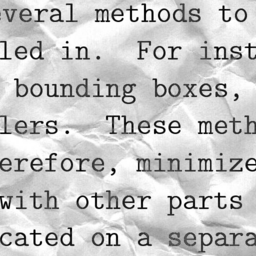 everal methods to
led in.  For inst
bounding boxes,
lers.  These meth
erefore, minimize
with other parts
cated on a separa